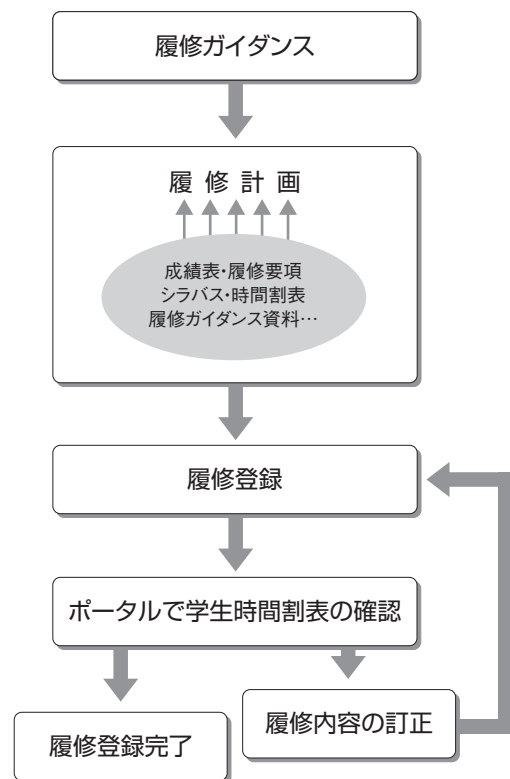 履修ガイダンス
履修計画
成績表・履修要項
シラバス・時間割表
履修ガイダンス資料…
履修登録
ポータルで学生時間割表の確認
履修登録完了
履修内容の訂正